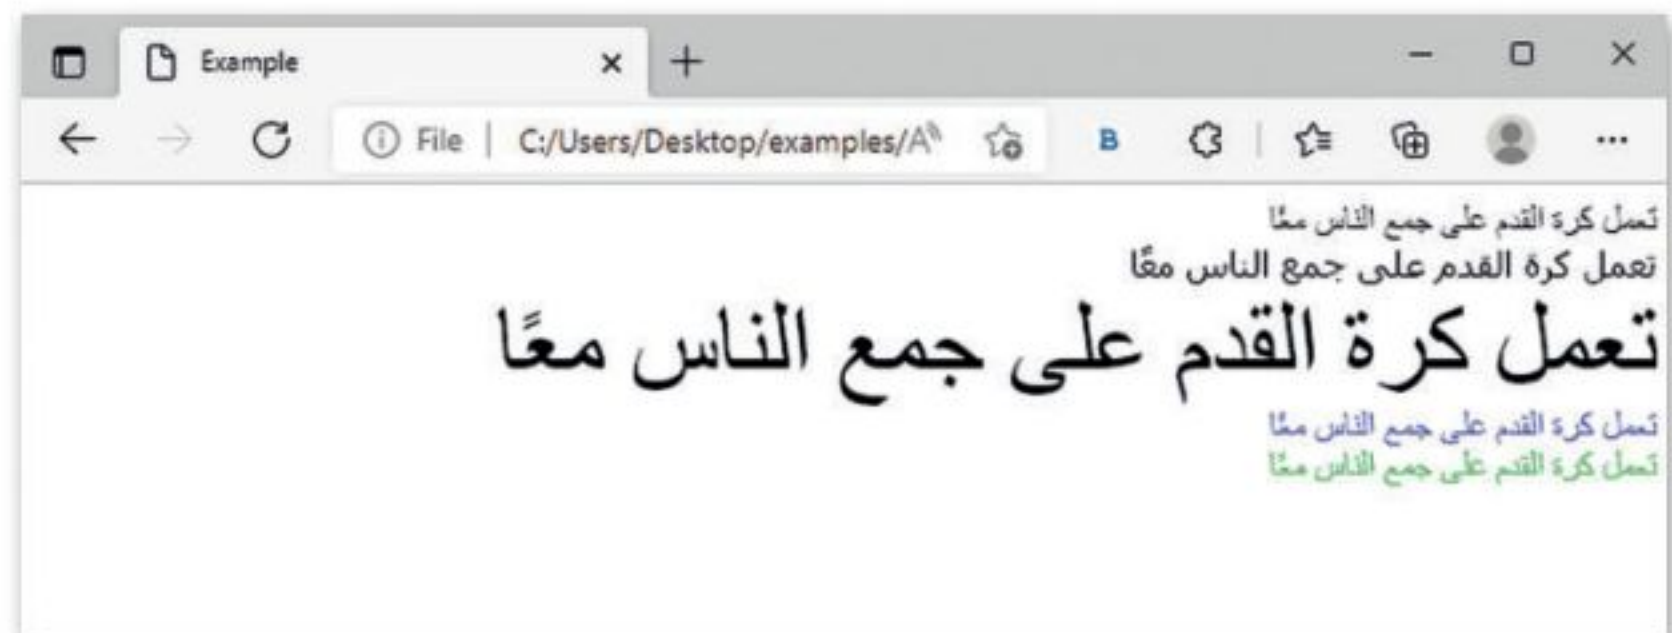 Example
File | C:/Users/Desktop/examples/
تعمل كرة القدم على جمع الناس معًا
تعمل كرة القدم على جمع الناس معًا
تعمل كرة القدم على جمع الناس معًا
تعمل كرة القدم على جمع الناس معًا
تعمل كرة القدم على جمع الناس معًا